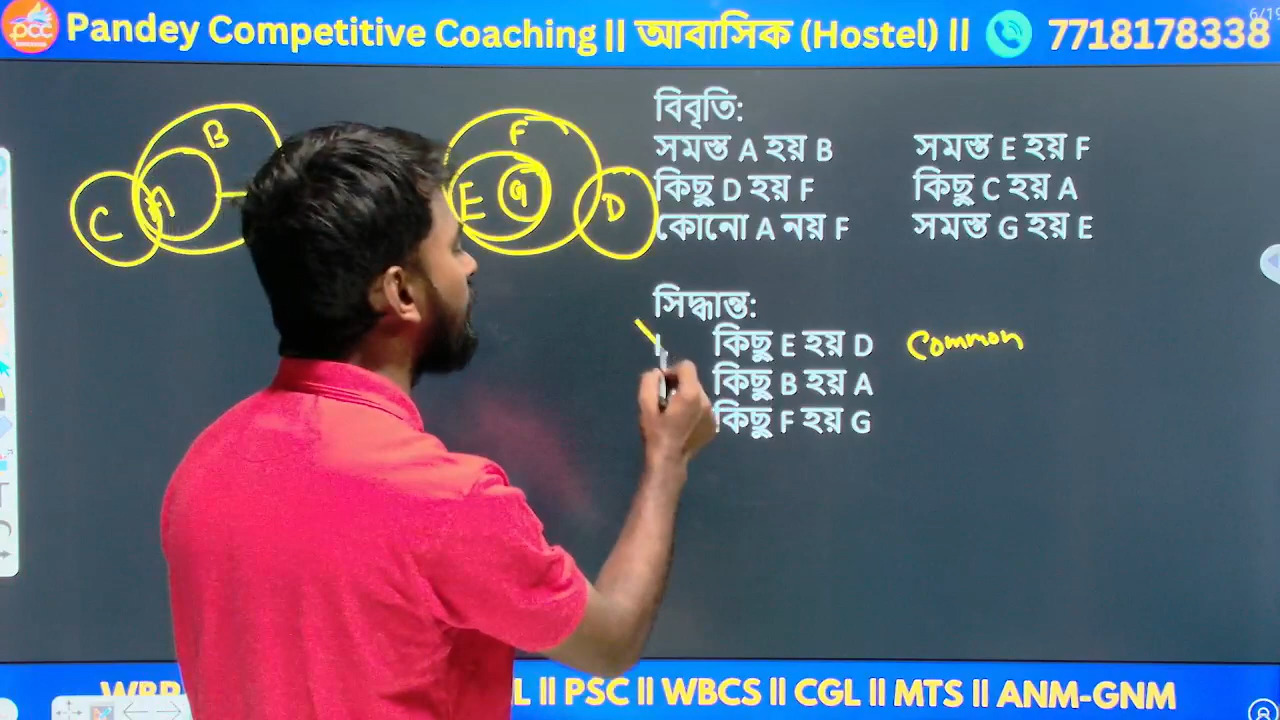 PCC
Pandey Competitive Coaching || আবাসিক (Hostel) || 7718178338
B
C
F
E
G
D
বিবৃতি:
সমস্ত A হয় B সমস্ত E হয় F
কিছু D হয় F কিছু C হয় A
কোনো A নয় F সমস্ত G হয় E
সিদ্ধান্ত:
কিছু E হয় D Common
কিছু B হয় A
কিছু F হয় G
|| PSC || WBCS || CGL || MTS || ANM-GNM